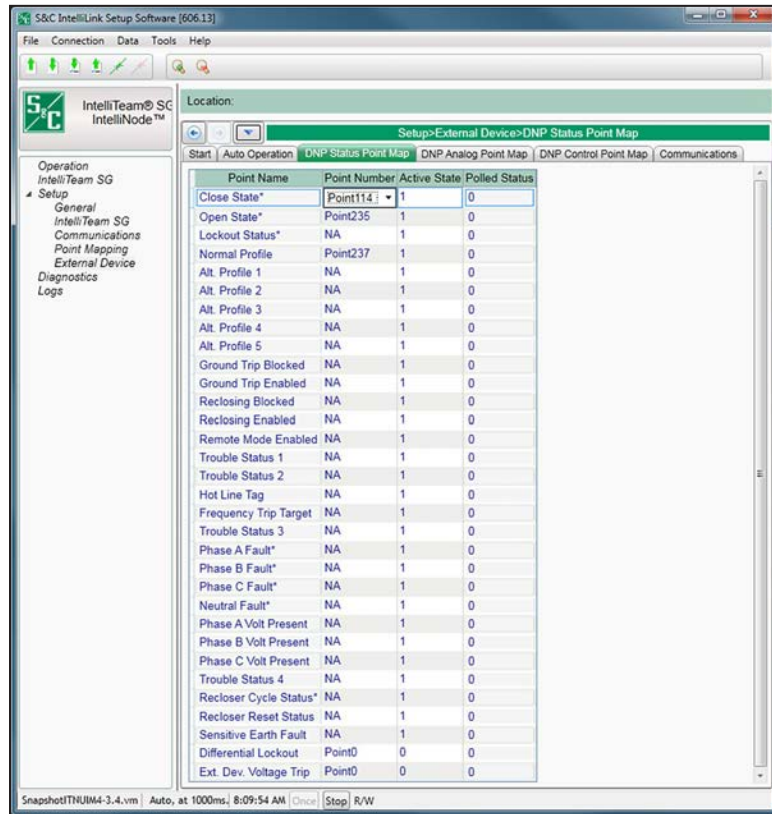 S&C IntelliLink Setup Software [606.13]
File Connection Data Tools Help
S&C
IntelliTeam® SG
IntelliNode™
Location:
Setup>External Device>DNP Status Point Map
Start Auto Operation DNP Status Point Map DNP Analog Point Map DNP Control Point Map Communications
Operation
IntelliTeam SG
Setup
General
IntelliTeam SG
Communications
Point Mapping
External Device
Diagnostics
Logs
Point Name Point Number Active State Polled Status
Close State* Point114 1 0
Open State* Point235 1 0
Lockout Status* NA 1 0
Normal Profile Point237 1 0
Alt. Profile 1 NA 1 0
Alt. Profile 2 NA 1 0
Alt. Profile 3 NA 1 0
Alt. Profile 4 NA 1 0
Alt. Profile 5 NA 1 0
Ground Trip Blocked NA 1 0
Ground Trip Enabled NA 1 0
Reclosing Blocked NA 1 0
Reclosing Enabled NA 1 0
Remote Mode Enabled NA 1 0
Trouble Status 1 NA 1 0
Trouble Status 2 NA 1 0
Hot Line Tag NA 1 0
Frequency Trip Target NA 1 0
Trouble Status 3 NA 1 0
Phase A Fault* NA 1 0
Phase B Fault* NA 1 0
Phase C Fault* NA 1 0
Neutral Fault* NA 1 0
Phase A Volt Present NA 1 0
Phase B Volt Present NA 1 0
Phase C Volt Present NA 1 0
Trouble Status 4 NA 1 0
Recloser Cycle Status* NA 1 0
Recloser Reset Status NA 1 0
Sensitive Earth Fault NA 1 0
Differential Lockout Point0 0 0
Ext. Dev. Voltage Trip Point0 0 0
SnapshotITNUIM4-3.4.vm Auto, at 1000ms. 8:09:54 AM Once Stop R/W